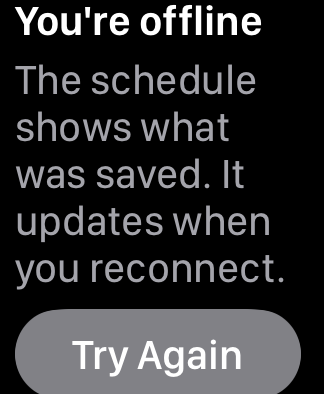 You're offline
The schedule
shows what
was saved. It
updates when
you reconnect.
Try Again